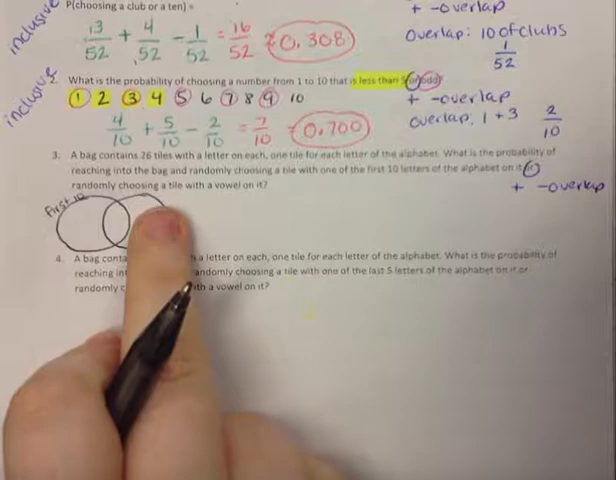 inclusive
P(choosing a club or a ten) =
13/52 + 4/52 - 1/52 = 16/52 ≈ 0.308
+ -overlap
overlap: 10 of clubs
1/52
inclusive
2. What is the probability of choosing a number from 1 to 10 that is less than 5 or odd?
1 2 3 4 5 6 7 8 9 10
4/10 + 5/10 - 2/10 = 7/10 = 0.700
+ -overlap
overlap: 1 + 3 2/10
3. A bag contains 26 tiles with a letter on each, one tile for each letter of the alphabet. What is the probability of
reaching into the bag and randomly choosing a tile with one of the first 10 letters of the alphabet on it or
randomly choosing a tile with a vowel on it?
+ -overlap
First 10
4. A bag a letter on each, one tile for each letter of the alphabet. What is the probability of
reaching randomly choosing a tile with one of the last 5 letters of the alphabet on it or
randomly with a vowel on it?